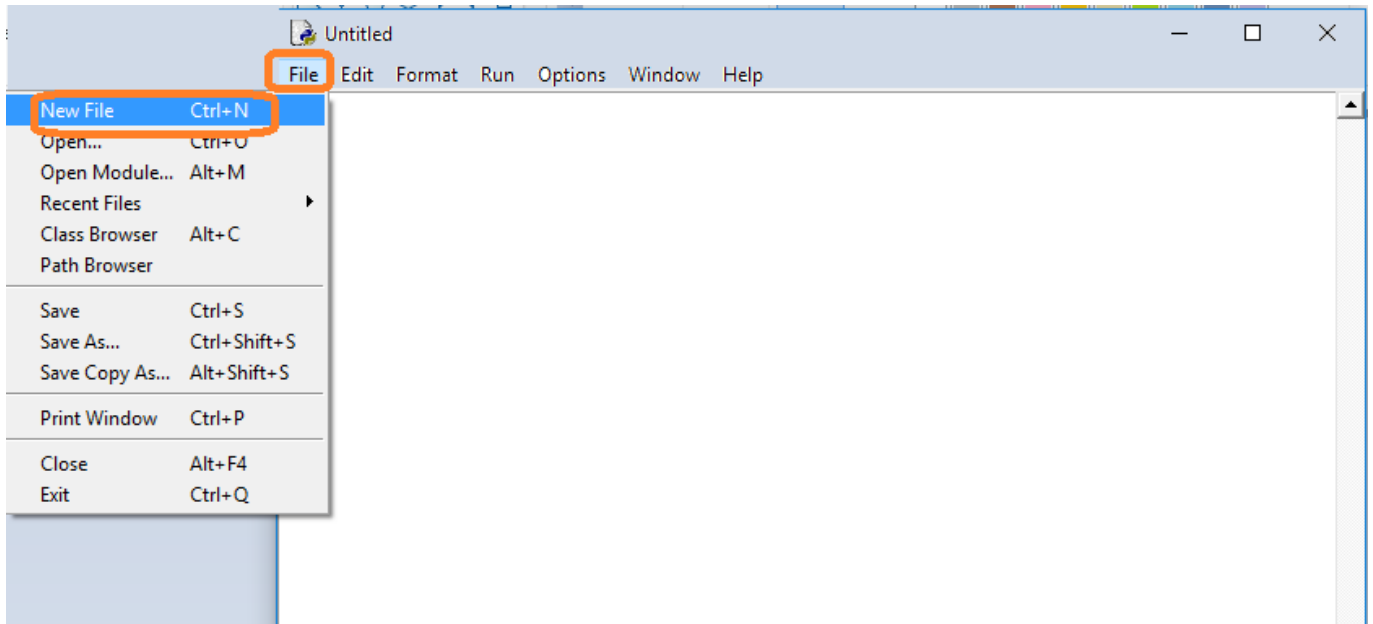 Untitled
File Edit Format Run Options Window Help
New File Ctrl+N
Open... Ctrl+O
Open Module... Alt+M
Recent Files
Class Browser Alt+C
Path Browser
Save Ctrl+S
Save As... Ctrl+Shift+S
Save Copy As... Alt+Shift+S
Print Window Ctrl+P
Close Alt+F4
Exit Ctrl+Q